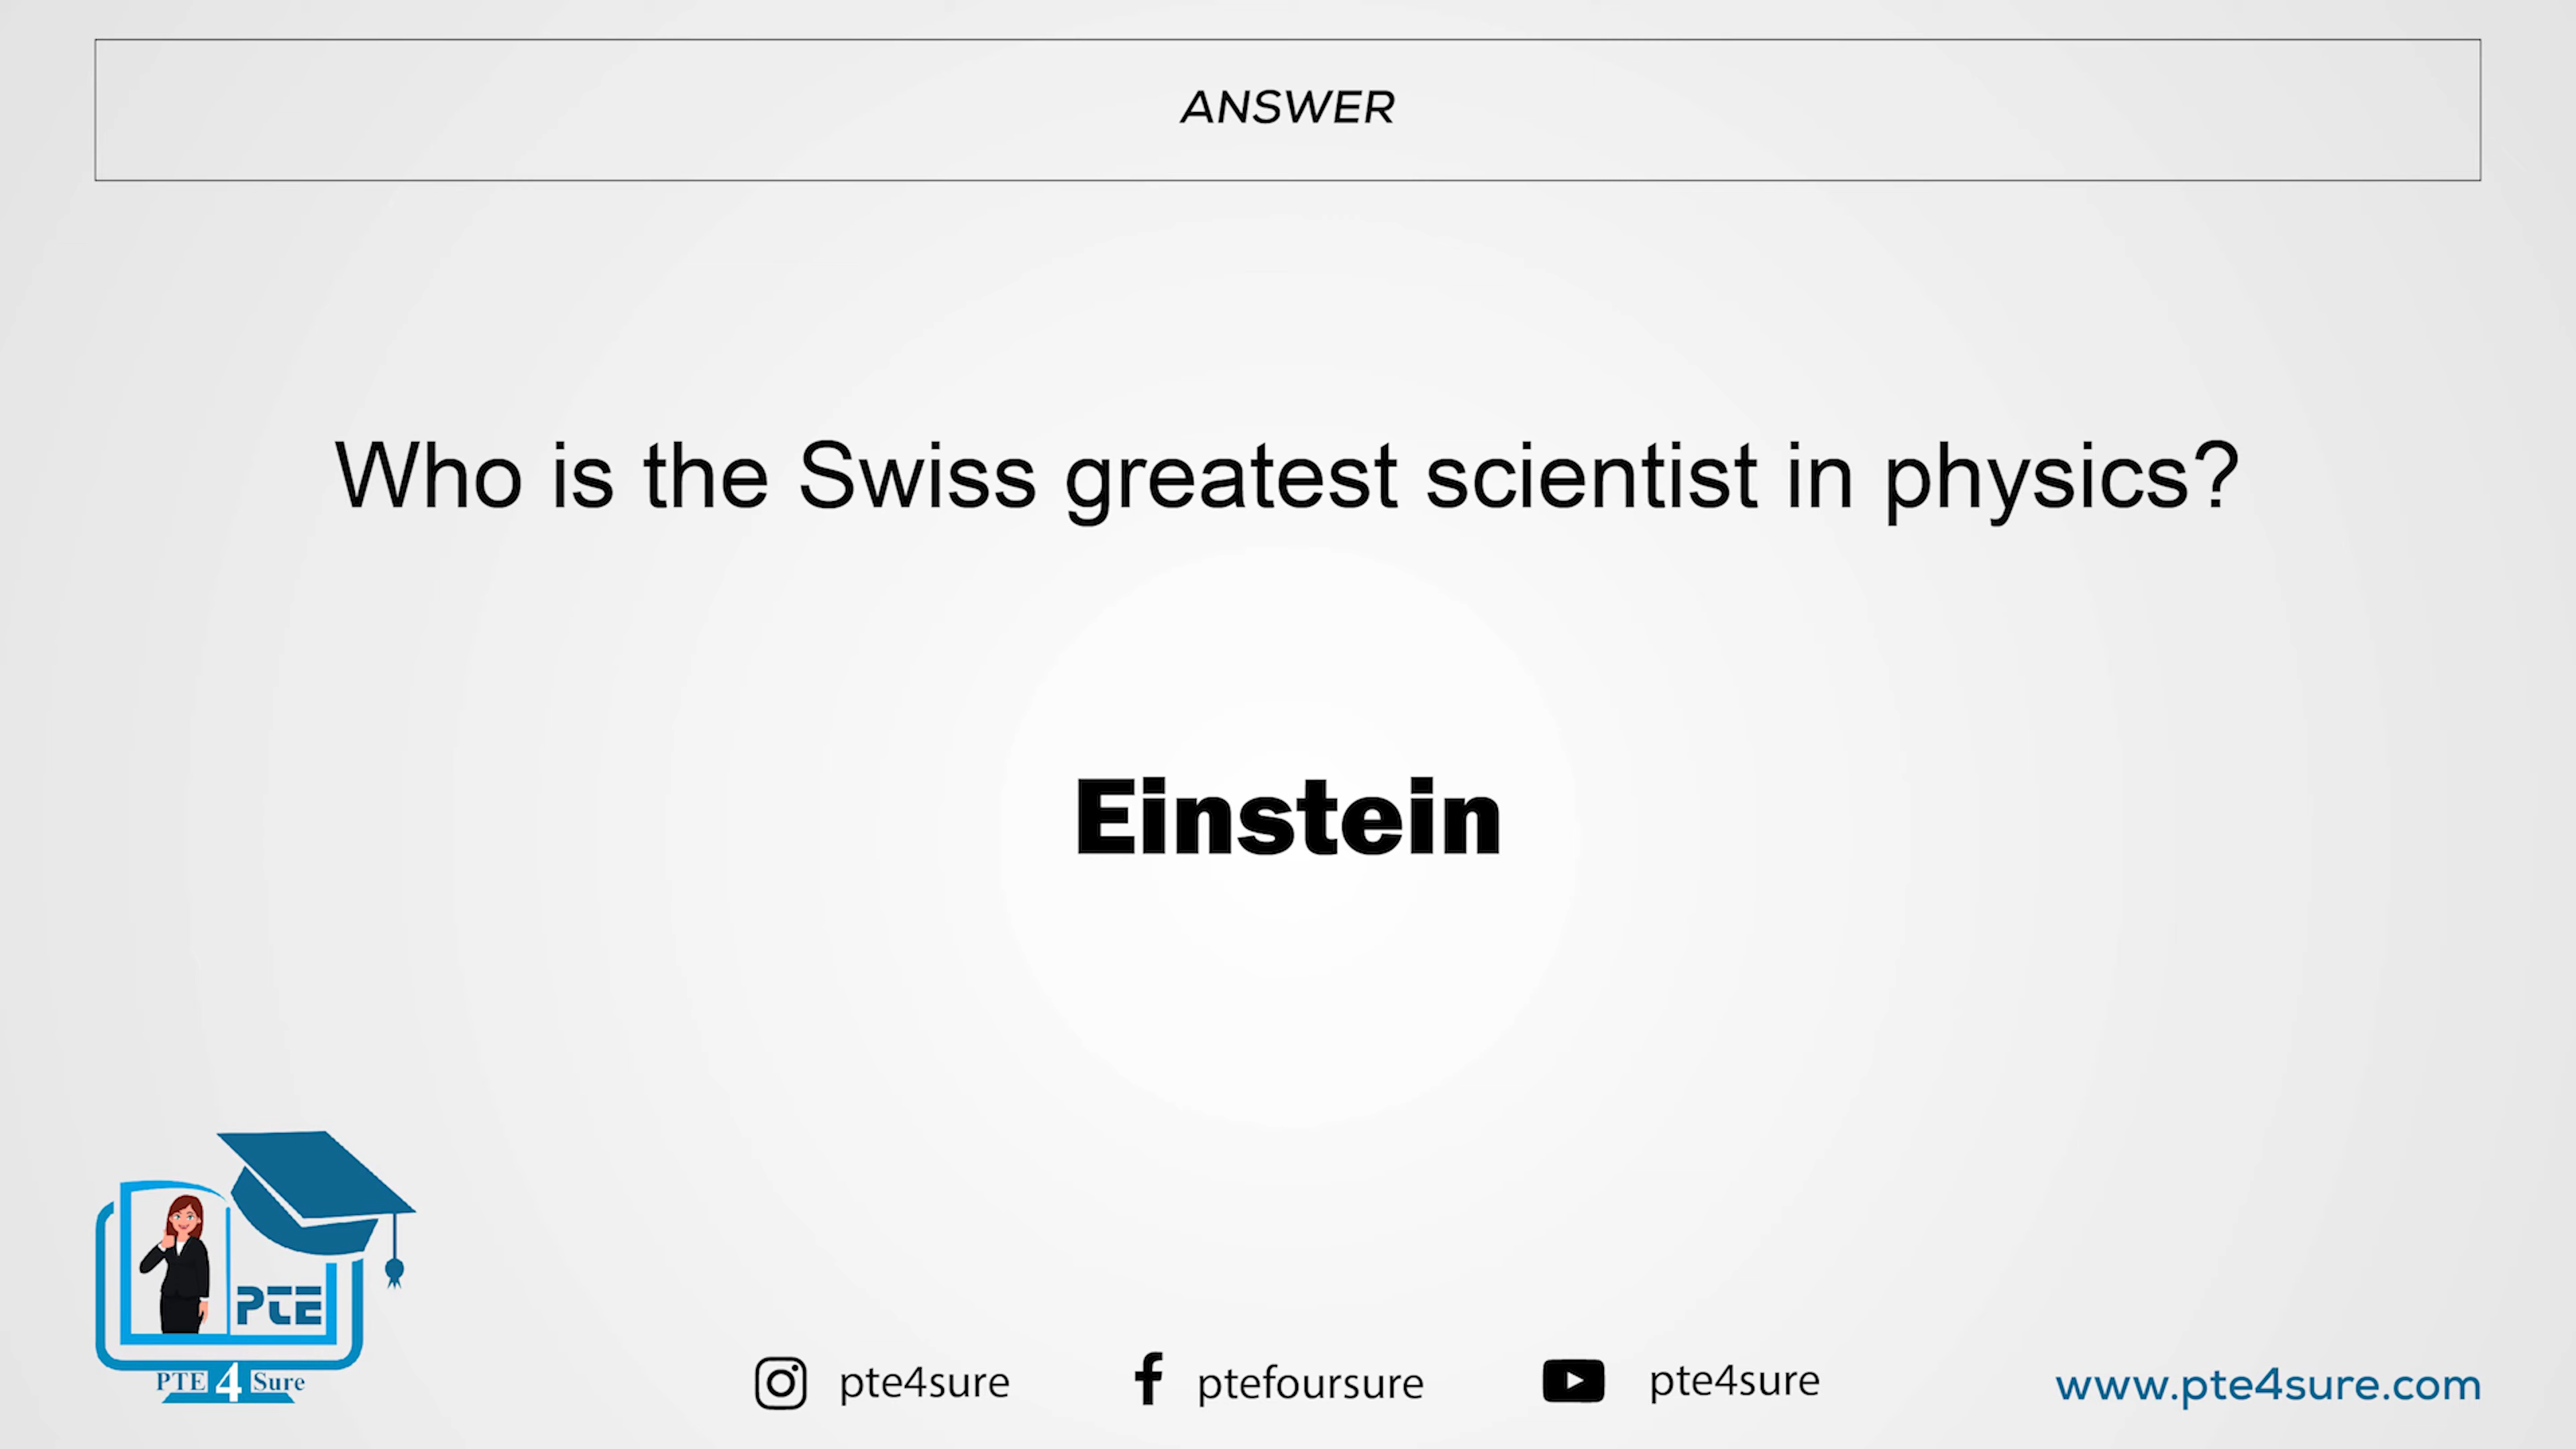 ANSWER
Who is the Swiss greatest scientist in physics?
Einstein
PTE
PTE 4 Sure
pte4sure
ptefoursure
pte4sure
www.pte4sure.com